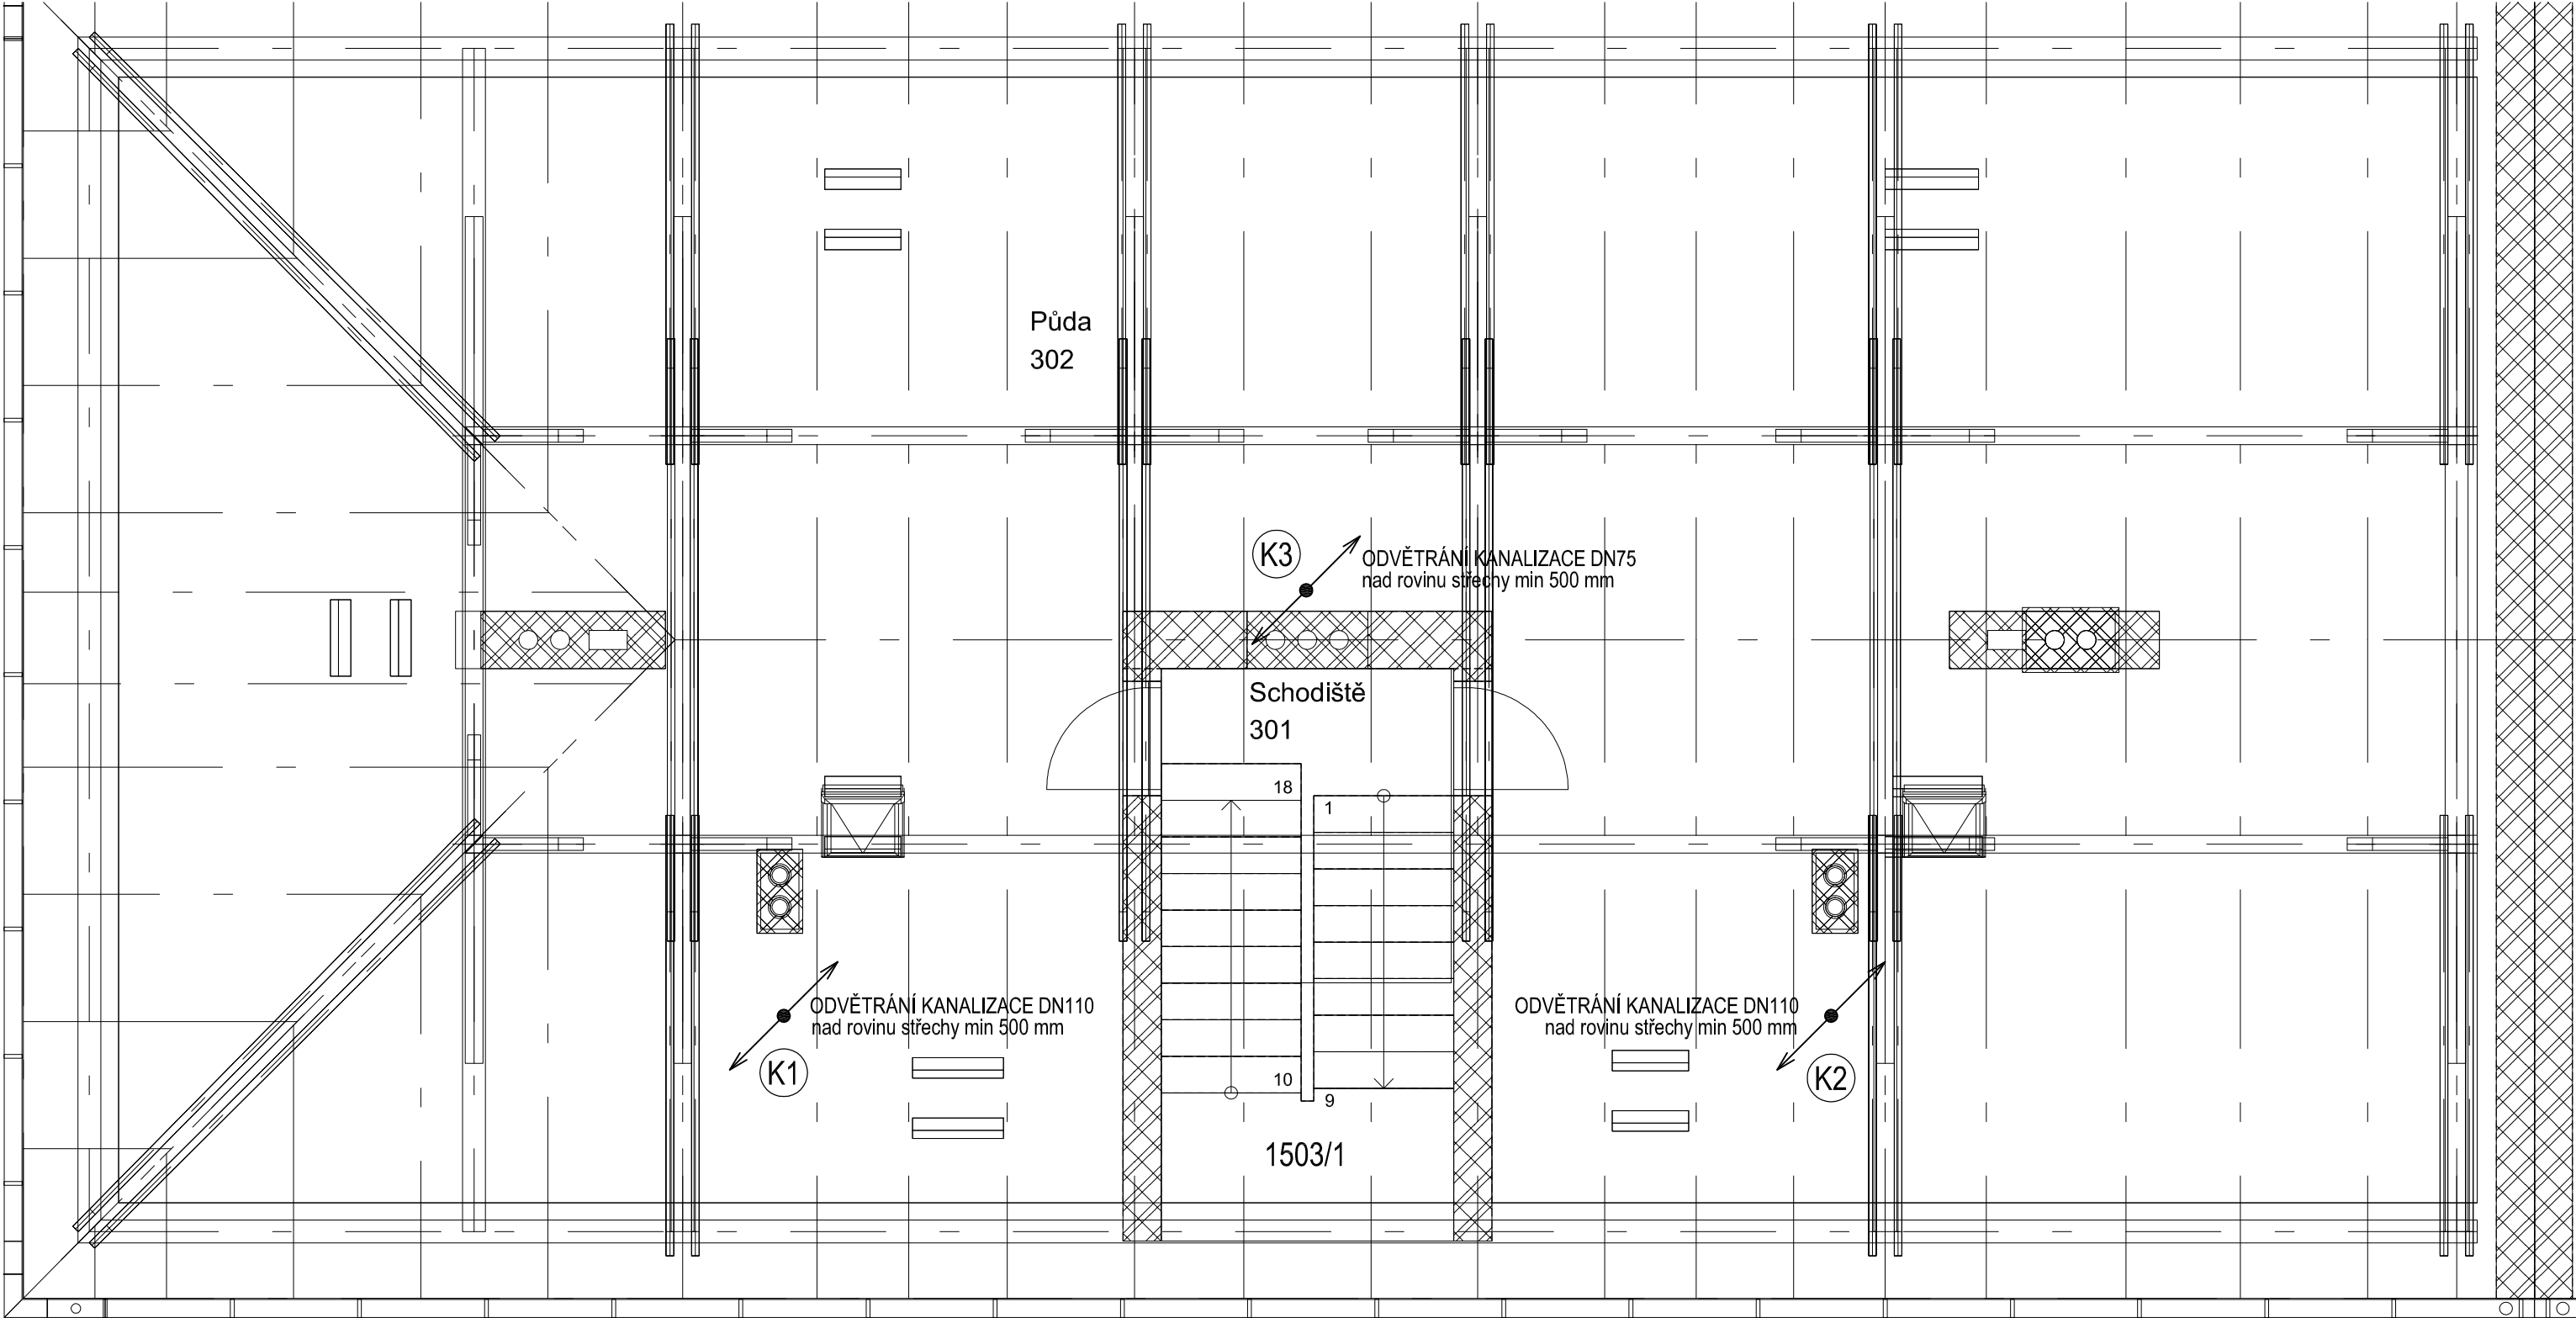 Půda
302
K3
ODVĚTRÁNÍ KANALIZACE DN75
nad rovinu střechy min 500 mm
Schodiště
301
18
1
ODVĚTRÁNÍ KANALIZACE DN110
nad rovinu střechy min 500 mm
K1
ODVĚTRÁNÍ KANALIZACE DN110
nad rovinu střechy min 500 mm
K2
10
9
1503/1